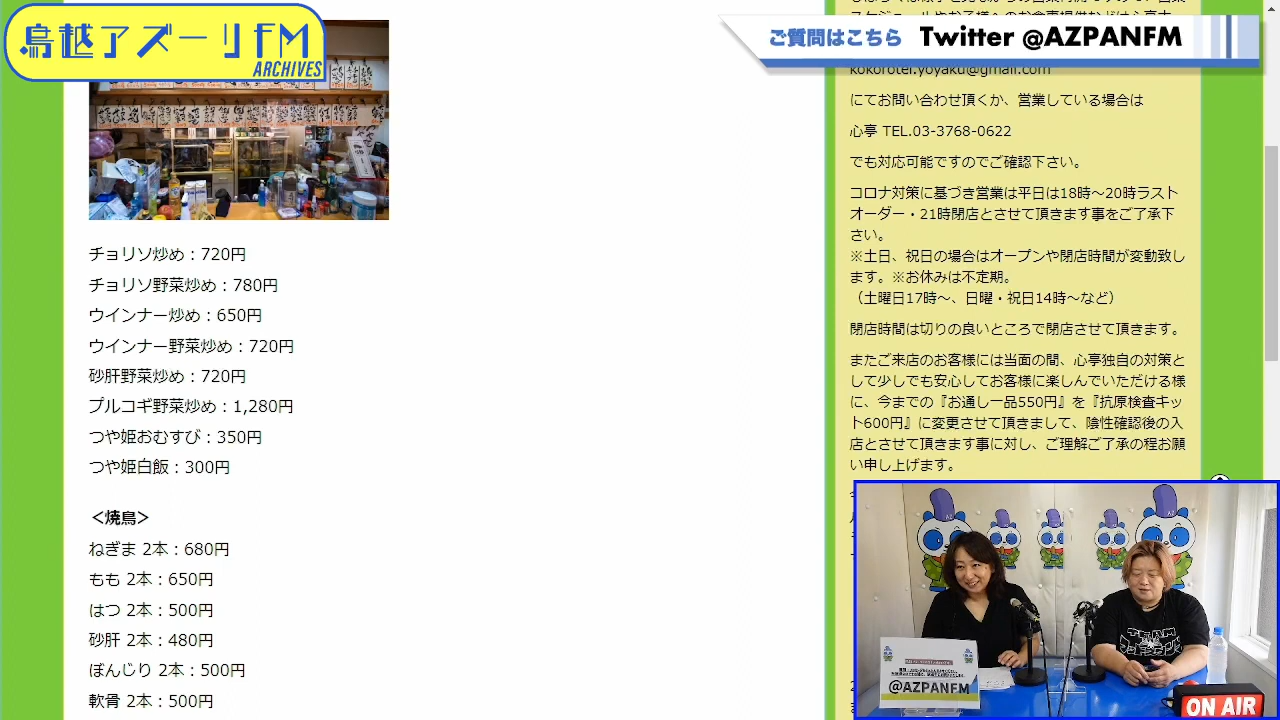 鳥越アズーリFM
ARCHIVES
ご質問はこちら Twitter @AZPANFM
チョリソ炒め：720円
チョリソ野菜炒め：780円
ウインナー炒め：650円
ウインナー野菜炒め：720円
砂肝野菜炒め：720円
プルコギ野菜炒め：1,280円
つや姫おむすび：350円
つや姫白飯：300円
＜焼鳥＞
ねぎま 2本：680円
もも 2本：650円
はつ 2本：500円
砂肝 2本：480円
ぼんじり 2本：500円
軟骨 2本：500円
kokorotei.yoyaku@gmail.com
にてお問い合わせ頂くか、営業している場合は
心亭 TEL.03-3768-0622
でも対応可能ですのでご確認下さい。
コロナ対策に基づき営業は平日は18時～20時ラスト
オーダー・21時閉店とさせて頂きます事をご了承下
さい。
※土日、祝日の場合はオープンや閉店時間が変動致し
ます。※お休みは不定期。
（土曜日17時～、日曜・祝日14時～など）
閉店時間は切りの良いところで閉店させて頂きます。
またご来店のお客様には当面の間、心亭独自の対策と
して少しでも安心してお客様に楽しんでいただける様
に、今までの『お通し一品550円』を『抗原検査キッ
ト600円』に変更させて頂きまして、陰性確認後の入
店とさせて頂きます事に対し、ご理解ご了承の程お願
い申し上げます。
@AZPANFM
ON AIR